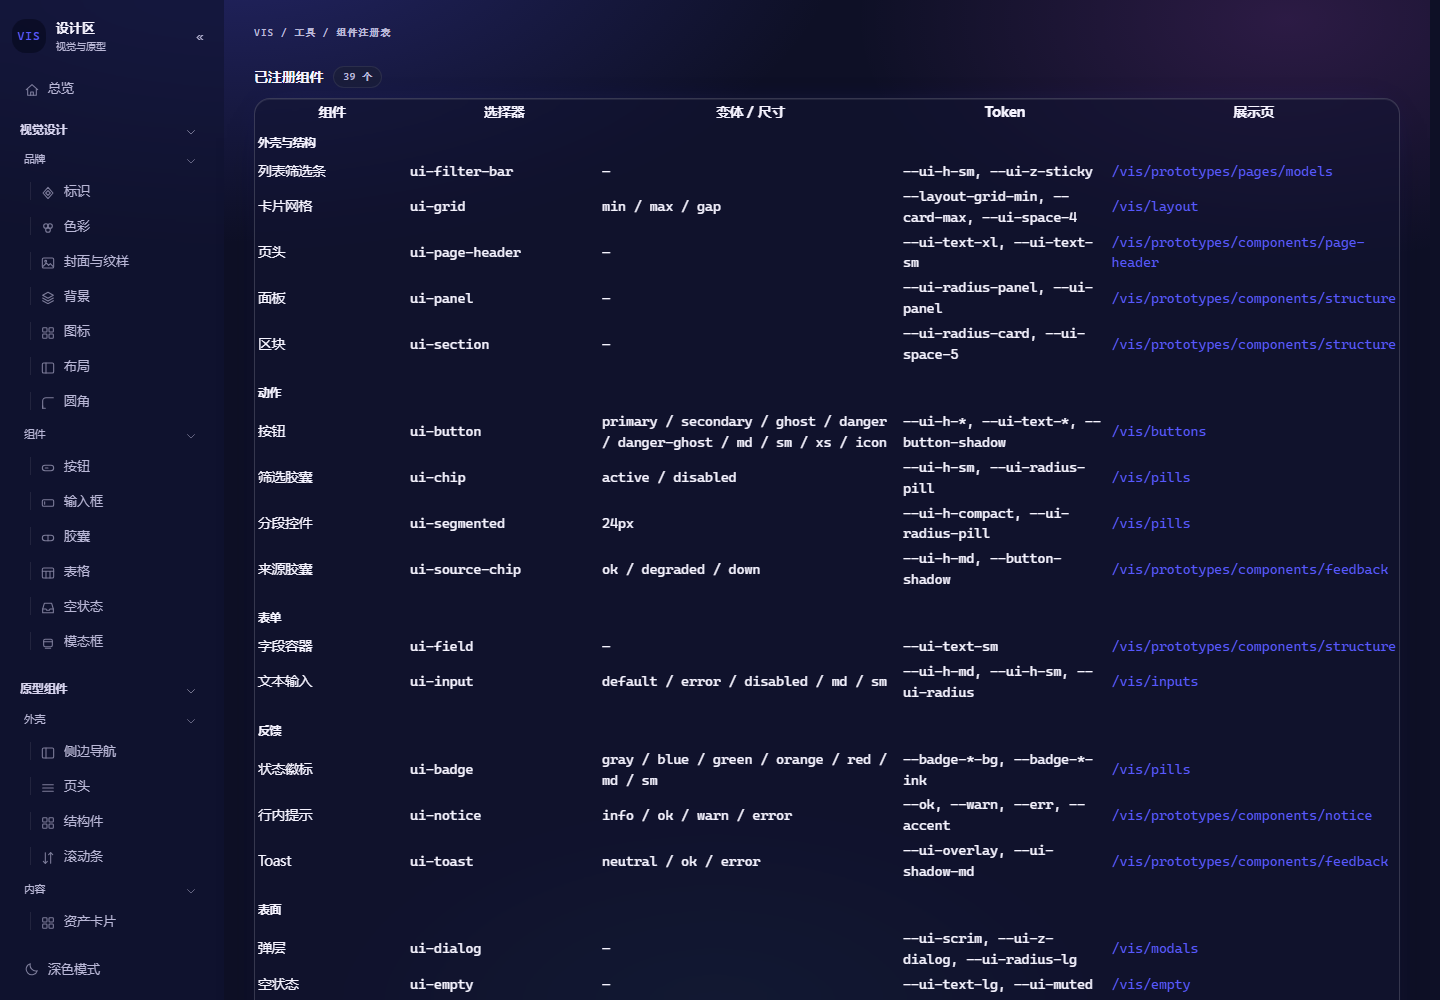 VIS
设计区
视觉与原型
«
总览
视觉设计
品牌
标识
色彩
封面与纹样
背景
图标
布局
圆角
组件
按钮
输入框
胶囊
表格
空状态
模态框
原型组件
外壳
侧边导航
页头
结构件
滚动条
内容
资产卡片
深色模式
VIS / 工具 / 组件注册表
已注册组件 39 个
组件 选择器 变体 / 尺寸 Token 展示页
外壳与结构
列表筛选条 ui-filter-bar — --ui-h-sm, --ui-z-sticky /vis/prototypes/pages/models
卡片网格 ui-grid min / max / gap --layout-grid-min, --
card-max, --ui-space-4 /vis/layout
页头 ui-page-header — --ui-text-xl, --ui-text-
sm /vis/prototypes/components/page-
header
面板 ui-panel — --ui-radius-panel, --ui-
panel /vis/prototypes/components/structure
区块 ui-section — --ui-radius-card, --ui-
space-5 /vis/prototypes/components/structure
动作
按钮 ui-button primary / secondary / ghost / danger
/ danger-ghost / md / sm / xs / icon --ui-h-*, --ui-text-*, --
button-shadow /vis/buttons
筛选胶囊 ui-chip active / disabled --ui-h-sm, --ui-radius-
pill /vis/pills
分段控件 ui-segmented 24px --ui-h-compact, --ui-
radius-pill /vis/pills
来源胶囊 ui-source-chip ok / degraded / down --ui-h-md, --button-
shadow /vis/prototypes/components/feedback
表单
字段容器 ui-field — --ui-text-sm /vis/prototypes/components/structure
文本输入 ui-input default / error / disabled / md / sm --ui-h-md, --ui-h-sm, --
ui-radius /vis/inputs
反馈
状态徽标 ui-badge gray / blue / green / orange / red /
md / sm --badge-*-bg, --badge-*-
ink /vis/pills
行内提示 ui-notice info / ok / warn / error --ok, --warn, --err, --
accent /vis/prototypes/components/notice
Toast ui-toast neutral / ok / error --ui-overlay, --ui-
shadow-md /vis/prototypes/components/feedback
表面
弹层 ui-dialog — --ui-scrim, --ui-z-
dialog, --ui-radius-lg /vis/modals
空状态 ui-empty — --ui-text-lg, --ui-muted /vis/empty